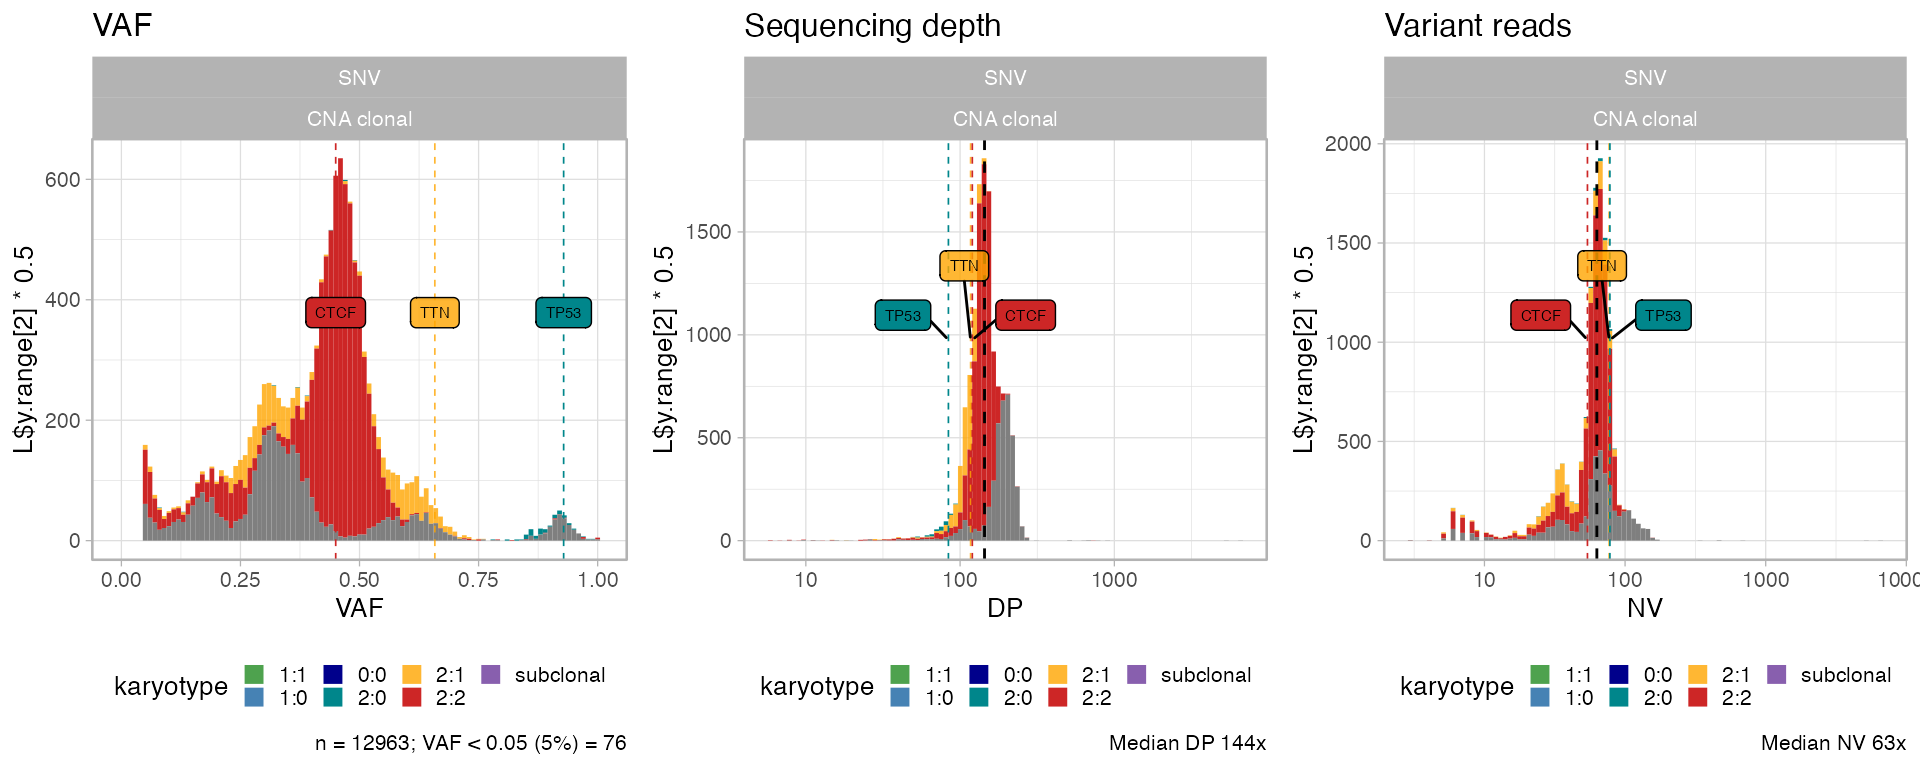 VAF
SNV
CNA clonal
L$y.range[2] * 0.5
600
400
200
0
CTCF
TTN
TP53
0.00
0.25
0.50
0.75
1.00
VAF
karyotype
1:1
0:0
2:1
subclonal
1:0
2:0
2:2
n = 12963; VAF < 0.05 (5%) = 76
Sequencing depth
SNV
CNA clonal
L$y.range[2] * 0.5
1500
1000
500
0
TTN
TP53
CTCF
10
100
1000
DP
karyotype
1:1
0:0
2:1
subclonal
1:0
2:0
2:2
Median DP 144x
Variant reads
SNV
CNA clonal
L$y.range[2] * 0.5
2000
1500
1000
500
0
TTN
CTCF
TP53
10
100
1000
1000
NV
karyotype
1:1
0:0
2:1
subclonal
1:0
2:0
2:2
Median NV 63x